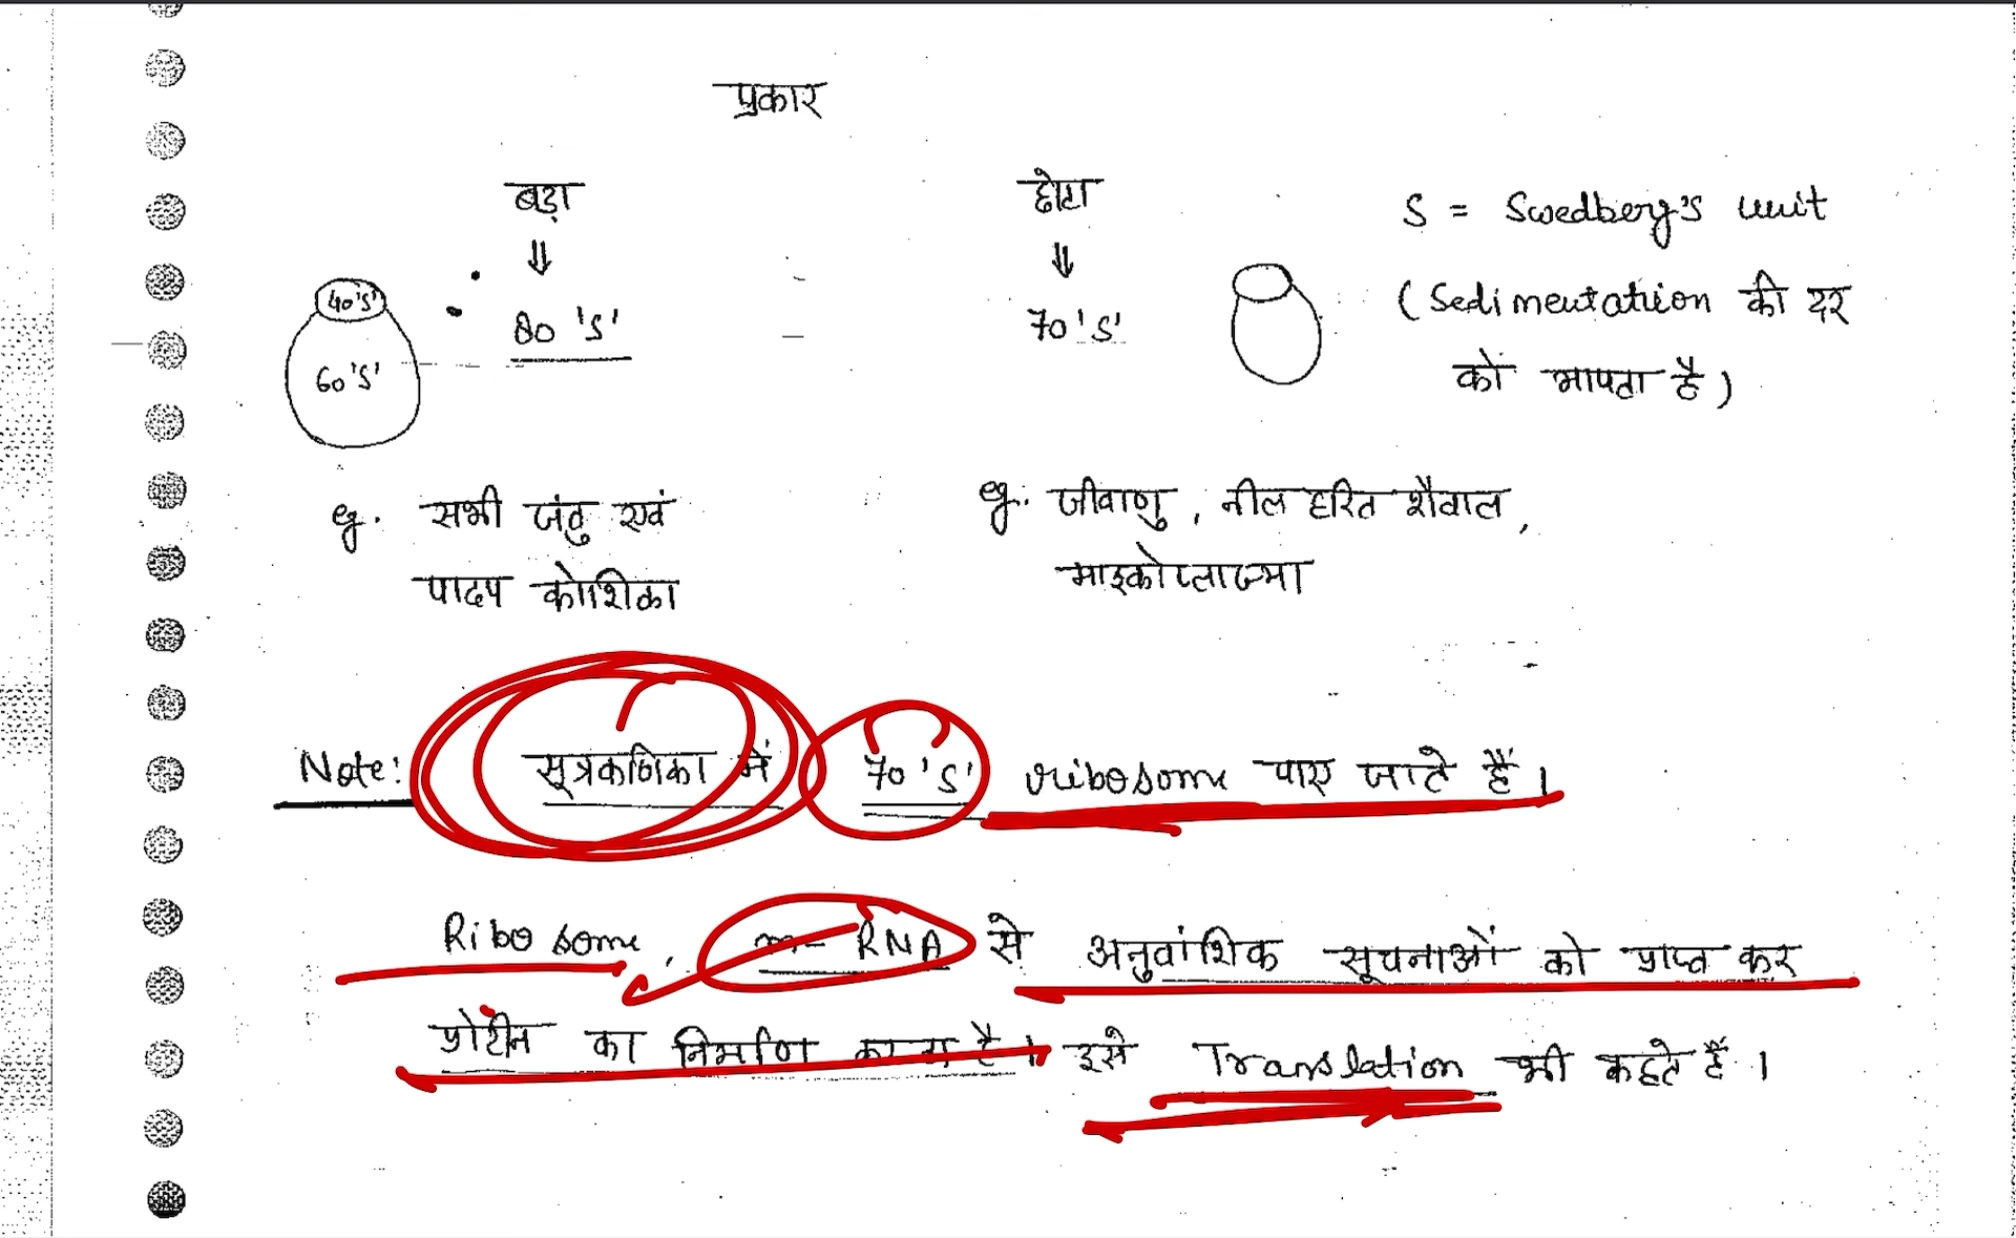 प्रकार
बड़ा
छोटा
S = Swedberg's unit
(Sedimentation की दर
को मापता है)
40's'
60's'
80 's'
70's'
eg. सभी जंतु एवं
पादप कोशिका
eg. जीवाणु, नील हरित शैवाल,
माइकोप्लाज्मा
Note: सूत्रकणिका में 70's' ribosome पाए जाते हैं।
Ribosome, m-RNA से अनुवांशिक सूचनाओं को प्राप्त कर
प्रोटीन का निर्माण करता है। इसे Translation भी कहते हैं।